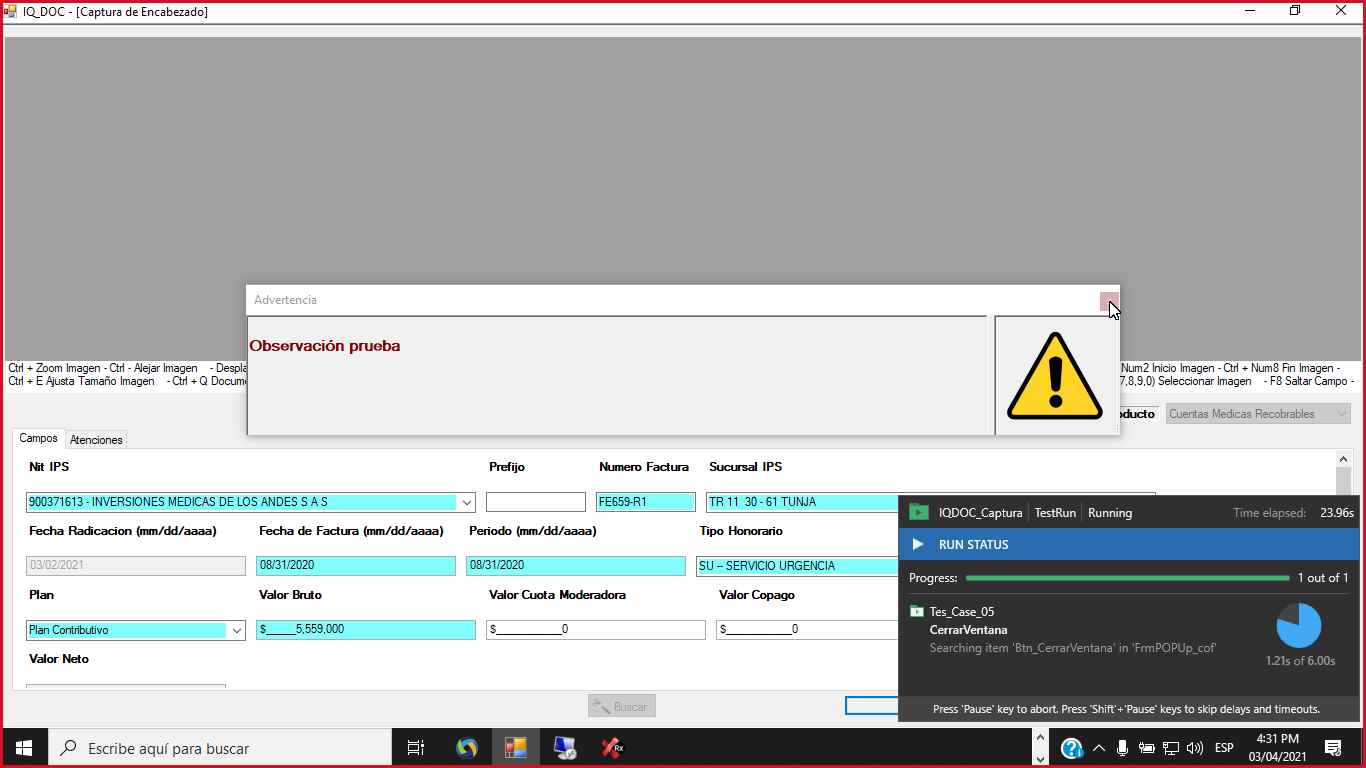 IQ_DOC - [Captura de Encabezado]
Advertencia
Observación prueba
Ctrl + Zoom Imagen - Ctrl - Alejar Imagen - Despla
Num2 Inicio Imagen - Ctrl + Num8 Fin Imagen -
Ctrl + E Ajusta Tamaño Imagen - Ctrl + Q Docume
7,8,9,0) Seleccionar Imagen - F8 Saltar Campo -
oducto Cuentas Medicas Recobrables
Campos Atenciones
Nit IPS Prefijo Numero Factura Sucursal IPS
900371613 - INVERSIONES MEDICAS DE LOS ANDES S A S FE659-R1 TR 11 30 - 61 TUNJA
Fecha Radicacion (mm/dd/aaaa) Fecha de Factura (mm/dd/aaaa) Periodo (mm/dd/aaaa) Tipo Honorario
03/02/2021 08/31/2020 08/31/2020 SU – SERVICIO URGENCIA
Plan Valor Bruto Valor Cuota Moderadora Valor Copago
Plan Contributivo $_____5,559,000 $___________0 $___________0
Valor Neto
Buscar
IQDOC_Captura TestRun Running Time elapsed: 23.96s
RUN STATUS
Progress: 1 out of 1
Tes_Case_05
CerrarVentana
Searching item 'Btn_CerrarVentana' in 'FrmPOPUp_cof'
1.21s of 6.00s
Press 'Pause' key to abort. Press 'Shift'+'Pause' keys to skip delays and timeouts.
Escribe aquí para buscar
Rx
ESP
4:31 PM
03/04/2021